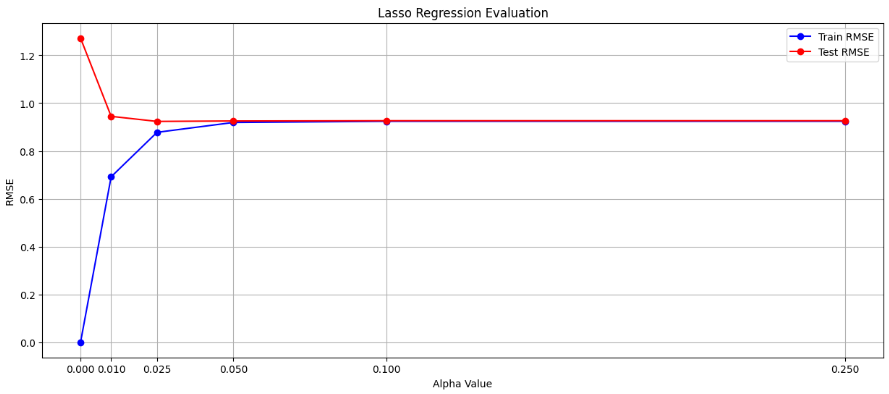 Lasso Regression Evaluation
Train RMSE
Test RMSE
1.2
1.0
0.8
0.6
0.4
0.2
0.0
RMSE
0.000 0.010 0.025 0.050 0.100 0.250
Alpha Value